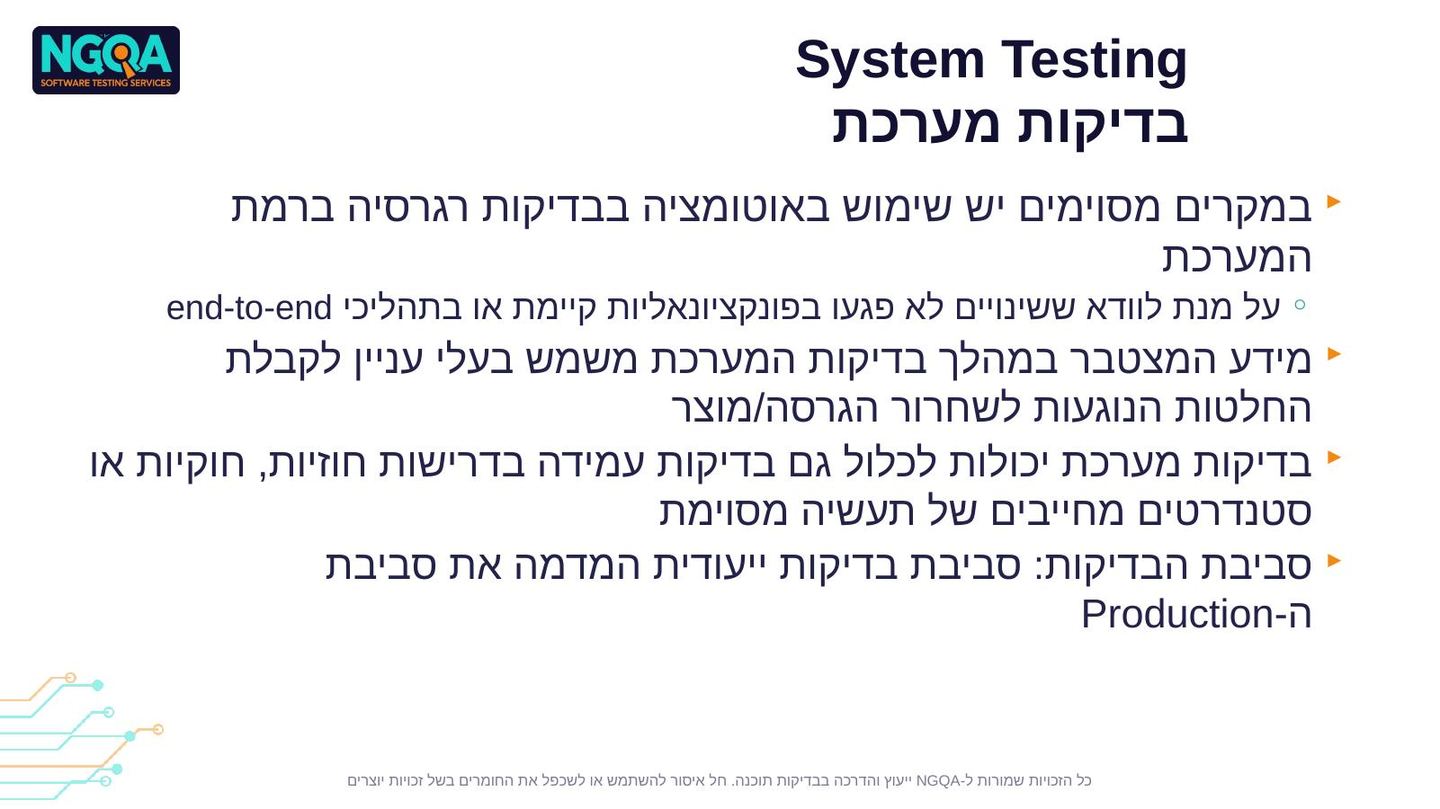 NGQA
SOFTWARE TESTING SERVICES
System Testing
בדיקות מערכת
במקרים מסוימים יש שימוש באוטומציה בבדיקות רגרסיה ברמת
המערכת
על מנת לוודא ששינויים לא פגעו בפונקציונאליות קיימת או בתהליכי end-to-end
מידע המצטבר במהלך בדיקות המערכת משמש בעלי עניין לקבלת
החלטות הנוגעות לשחרור הגרסה/מוצר
בדיקות מערכת יכולות לכלול גם בדיקות עמידה בדרישות חוזיות, חוקיות או
סטנדרטים מחייבים של תעשיה מסוימת
סביבת הבדיקות: סביבת בדיקות ייעודית המדמה את סביבת
ה-Production
כל הזכויות שמורות ל-NGQA ייעוץ והדרכה בבדיקות תוכנה. חל איסור להשתמש או לשכפל את החומרים בשל זכויות יוצרים